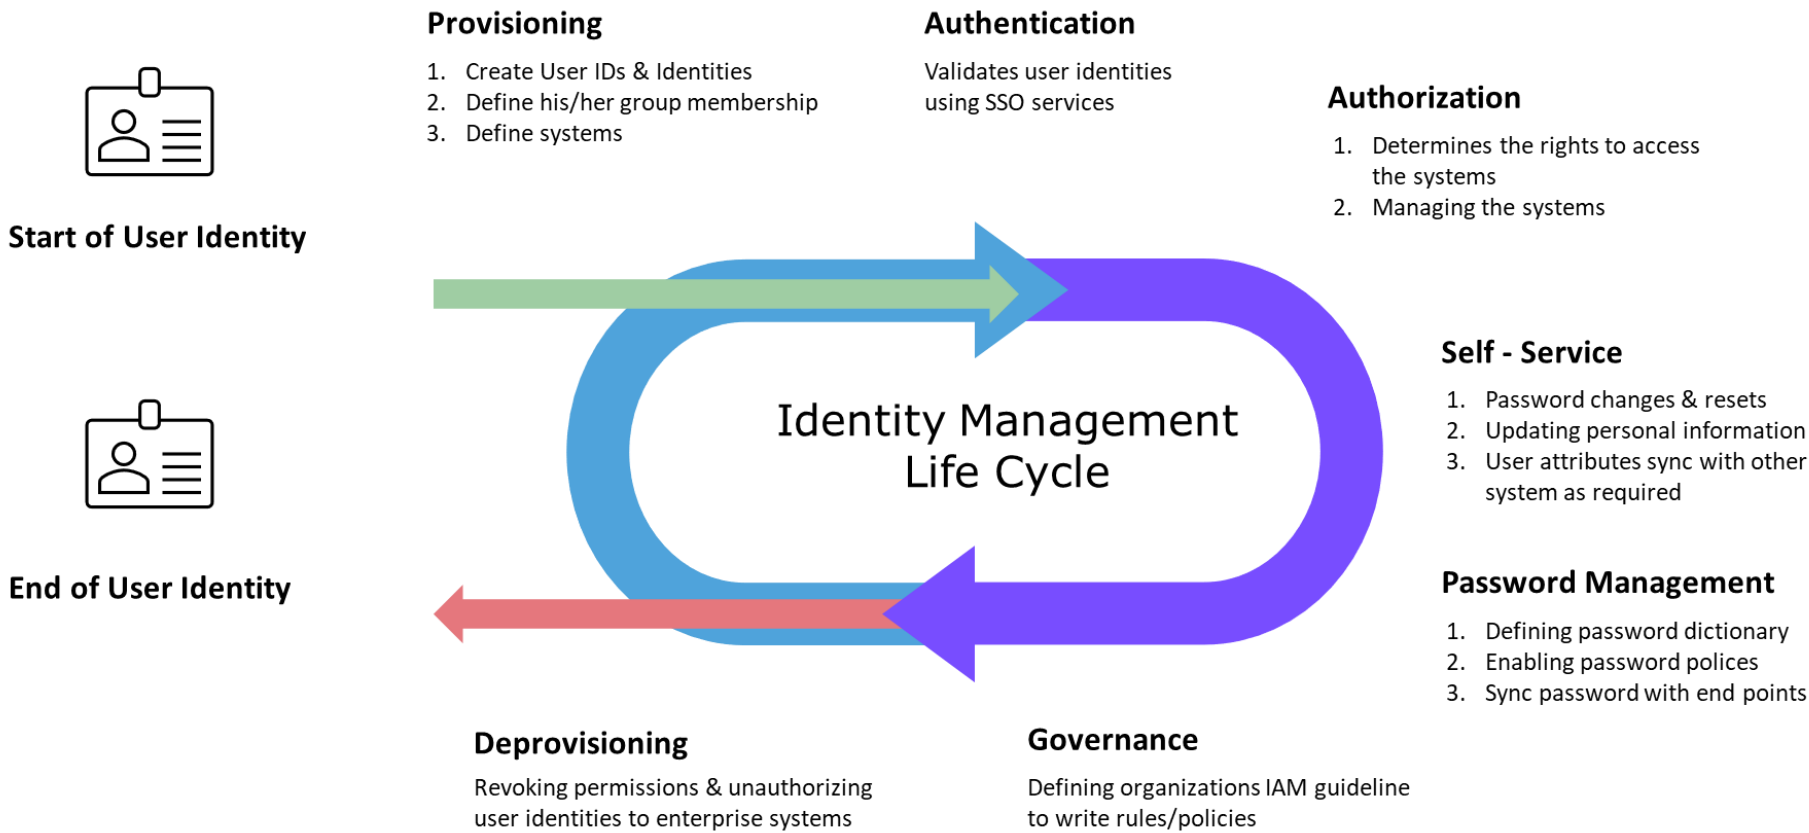 Provisioning
1. Create User IDs & Identities
2. Define his/her group membership
3. Define systems
Authentication
Validates user identities
using SSO services
Authorization
1. Determines the rights to access
the systems
2. Managing the systems
Start of User Identity
Self - Service
1. Password changes & resets
2. Updating personal information
3. User attributes sync with other
system as required
Identity Management
Life Cycle
End of User Identity
Password Management
1. Defining password dictionary
2. Enabling password polices
3. Sync password with end points
Deprovisioning
Revoking permissions & unauthorizing
user identities to enterprise systems
Governance
Defining organizations IAM guideline
to write rules/policies